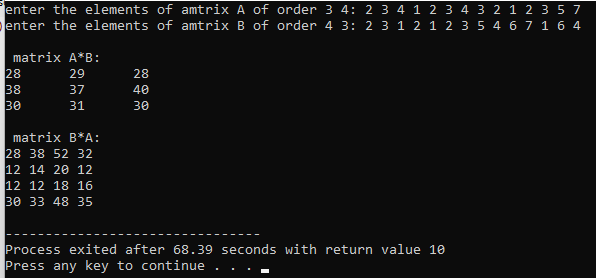 enter the elements of amtrix A of order 3 4: 2 3 4 1 2 3 4 3 2 1 2 3 5 7
enter the elements of amtrix B of order 4 3: 2 3 1 2 1 2 3 5 4 6 7 1 6 4
matrix A*B:
28 29 28
38 37 40
30 31 30
matrix B*A:
28 38 52 32
12 14 20 12
12 12 18 16
30 33 48 35
--------------------------------
Process exited after 68.39 seconds with return value 10
Press any key to continue . . .